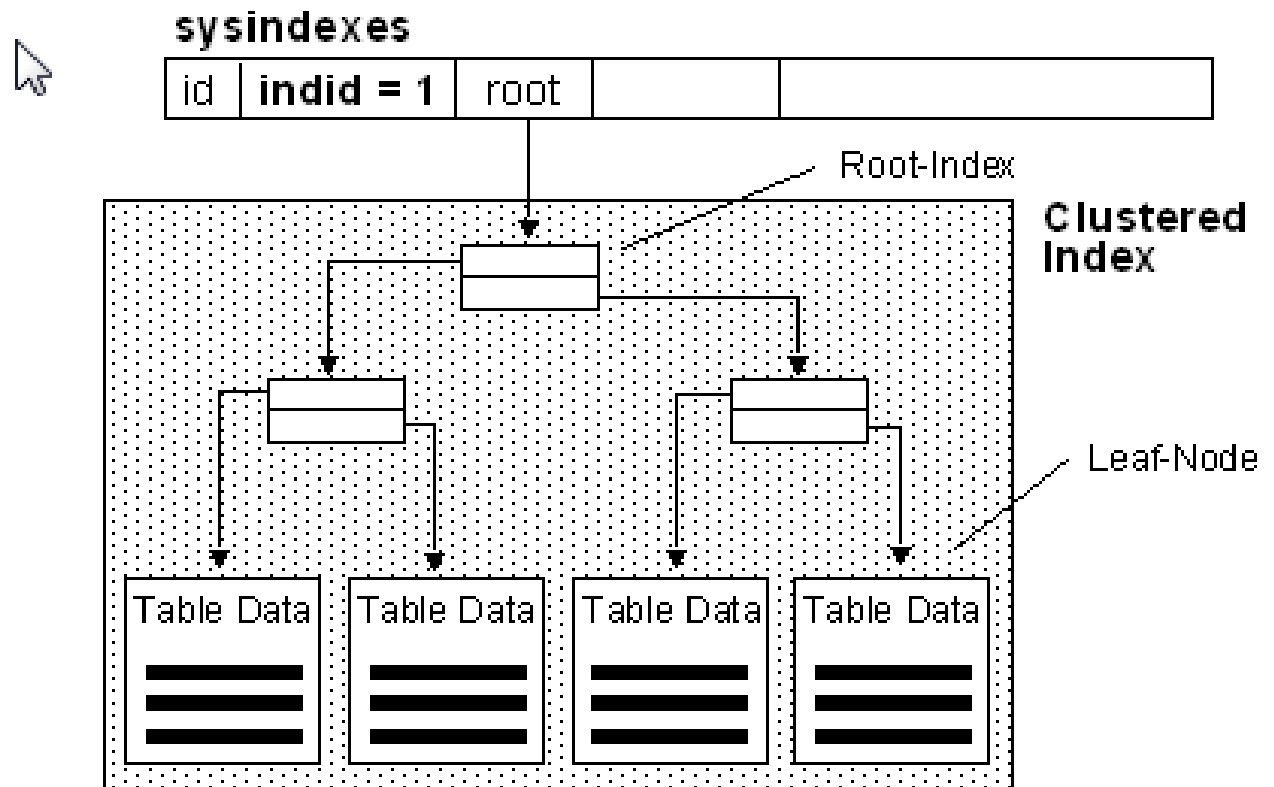 sysindexes
id indid = 1 root
Root-Index
Clustered
Index
Leaf-Node
Table Data Table Data Table Data Table Data